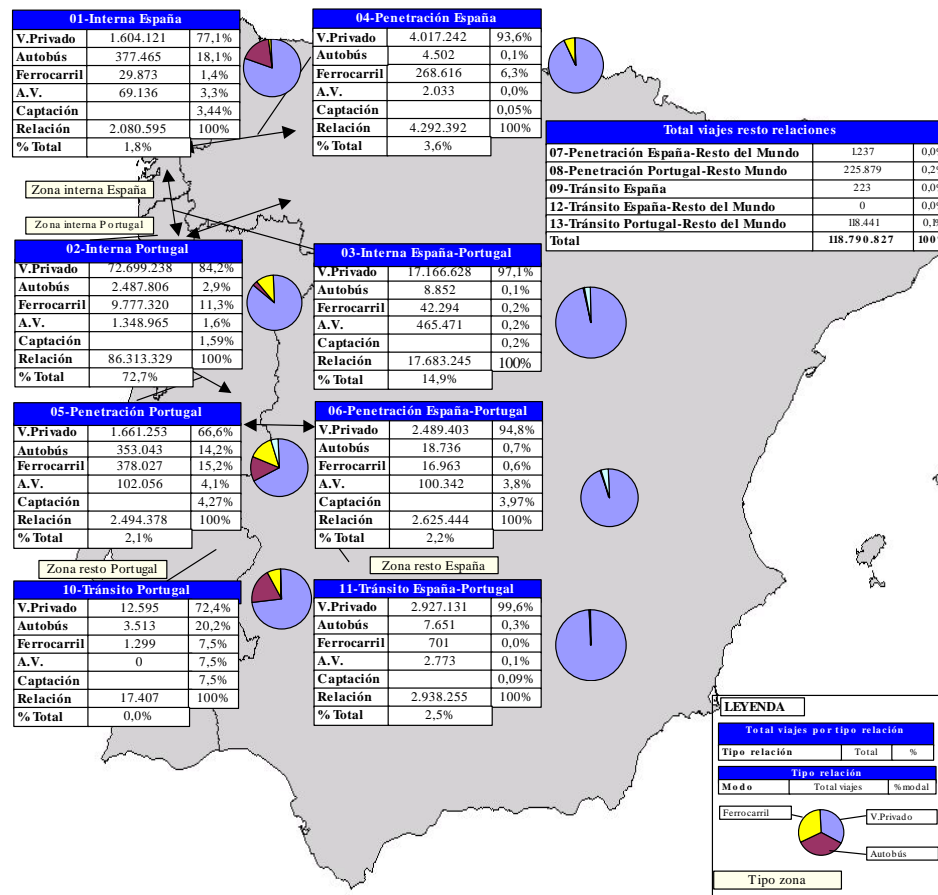 01-Interna España
V.Privado 1.604.121 77,1%
Autobús 377.465 18,1%
Ferrocarril 29.873 1,4%
A.V. 69.136 3,3%
Captación 3,44%
Relación 2.080.595 100%
% Total 1,8%
04-Penetración España
V.Privado 4.017.242 93,6%
Autobús 4.502 0,1%
Ferrocarril 268.616 6,3%
A.V. 2.033 0,0%
Captación 0,05%
Relación 4.292.392 100%
% Total 3,6%
Total viajes resto relaciones
07-Penetración España-Resto del Mundo 1.237 0,0%
08-Penetración Portugal-Resto Mundo 225.879 0,2%
09-Tránsito España 223 0,0%
12-Tránsito España-Resto del Mundo 0 0,0%
13-Tránsito Portugal-Resto del Mundo 118.441 0,1%
Total 118.790.827 100%
Zona interna España
Zona interna Portugal
02-Interna Portugal
V.Privado 72.699.238 84,2%
Autobús 2.487.806 2,9%
Ferrocarril 9.777.320 11,3%
A.V. 1.348.965 1,6%
Captación 1,59%
Relación 86.313.329 100%
% Total 72,7%
03-Interna España-Portugal
V.Privado 17.166.628 97,1%
Autobús 8.852 0,1%
Ferrocarril 42.294 0,2%
A.V. 465.471 0,2%
Captación 0,2%
Relación 17.683.245 100%
% Total 14,9%
05-Penetración Portugal
V.Privado 1.661.253 66,6%
Autobús 353.043 14,2%
Ferrocarril 378.027 15,2%
A.V. 102.056 4,1%
Captación 4,27%
Relación 2.494.378 100%
% Total 2,1%
06-Penetración España-Portugal
V.Privado 2.489.403 94,8%
Autobús 18.736 0,7%
Ferrocarril 16.963 0,6%
A.V. 100.342 3,8%
Captación 3,97%
Relación 2.625.444 100%
% Total 2,2%
Zona resto Portugal
Zona resto España
10-Tránsito Portugal
V.Privado 12.595 72,4%
Autobús 3.513 20,2%
Ferrocarril 1.299 7,5%
A.V. 0 7,5%
Captación 7,5%
Relación 17.407 100%
% Total 0,0%
11-Tránsito España-Portugal
V.Privado 2.927.131 99,6%
Autobús 7.651 0,3%
Ferrocarril 701 0,0%
A.V. 2.773 0,1%
Captación 0,09%
Relación 2.938.255 100%
% Total 2,5%
LEYENDA
Total viajes por tipo relación
Tipo relación Total %
Tipo relación
Modo Total viajes % modal
Ferrocarril
V.Privado
Autobús
Tipo zona